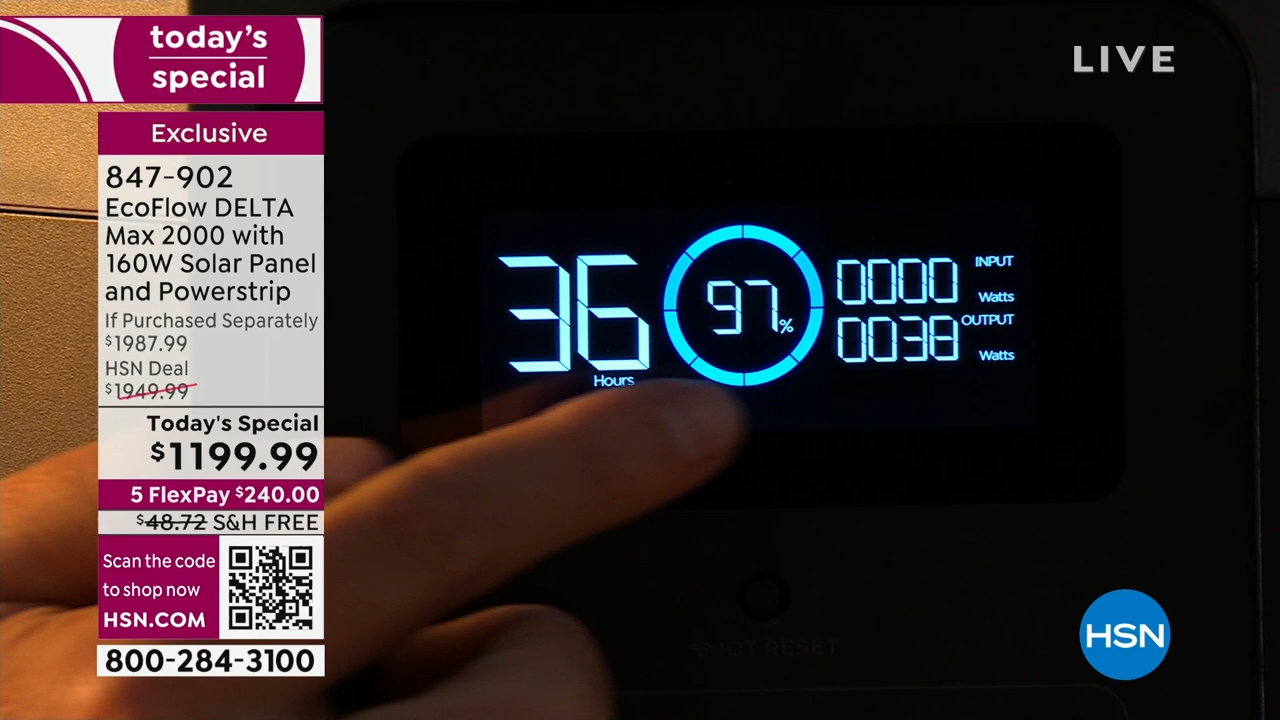 today's
special
Exclusive
847-902
EcoFlow DELTA
Max 2000 with
160W Solar Panel
and Powerstrip
If Purchased Separately
$1987.99
HSN Deal
$1949.99
Today's Special
$1199.99
5 FlexPay $240.00
$48.72 S&H FREE
Scan the code
to shop now
HSN.COM
800-284-3100
LIVE
36
Hours
97%
0000 INPUT
Watts
0038 OUTPUT
Watts
IOT RESET
HSN